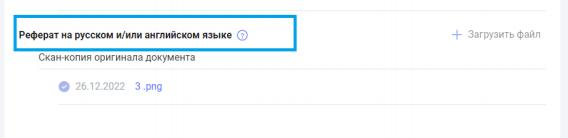 Реферат на русском и/или английском языке ?
+ Загрузить файл
Скан-копия оригинала документа
26.12.2022 3 .png